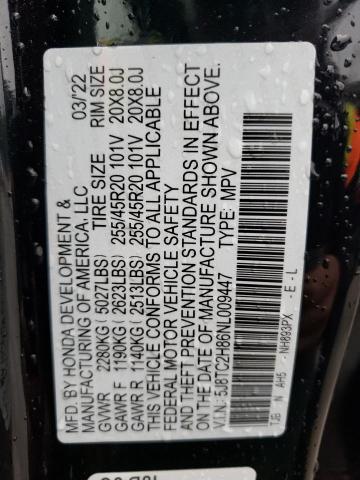 MFD. BY HONDA DEVELOPMENT & 03/'22
MANUFACTURING OF AMERICA, LLC
TIRE SIZE RIM SIZE
GVWR 2280KG ( 5027LBS)
GAWR F 1190KG ( 2623LBS) 255/45R20 101V 20X8.0J
GAWR R 1140KG ( 2513LBS) 255/45R20 101V 20X8.0J
THIS VEHICLE CONFORMS TO ALL APPLICABLE
FEDERAL MOTOR VEHICLE SAFETY
AND THEFT PREVENTION STANDARDS IN EFFECT
ON THE DATE OF MANUFACTURE SHOWN ABOVE.
V.I.N.: 5J8TC2H86NL009447 TYPE: MPV
TJB N AH5 NH893PX - E - L